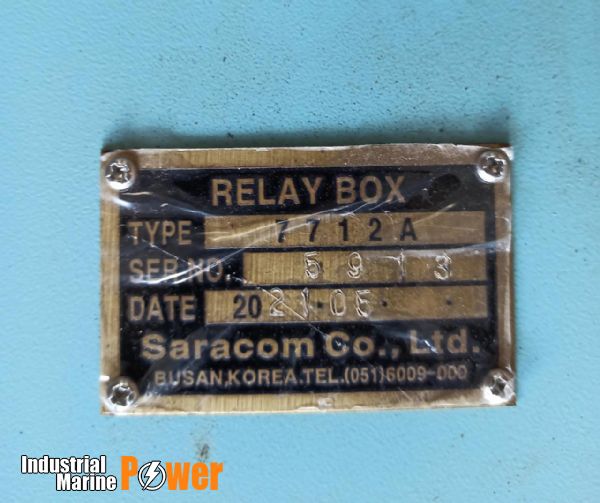 RELAY BOX
TYPE 7712A
SER.NO. 5913
DATE 2021.05. .
Saracom Co., Ltd.
BUSAN.KOREA.TEL.(051)6009-000
Industrial
Marine Power